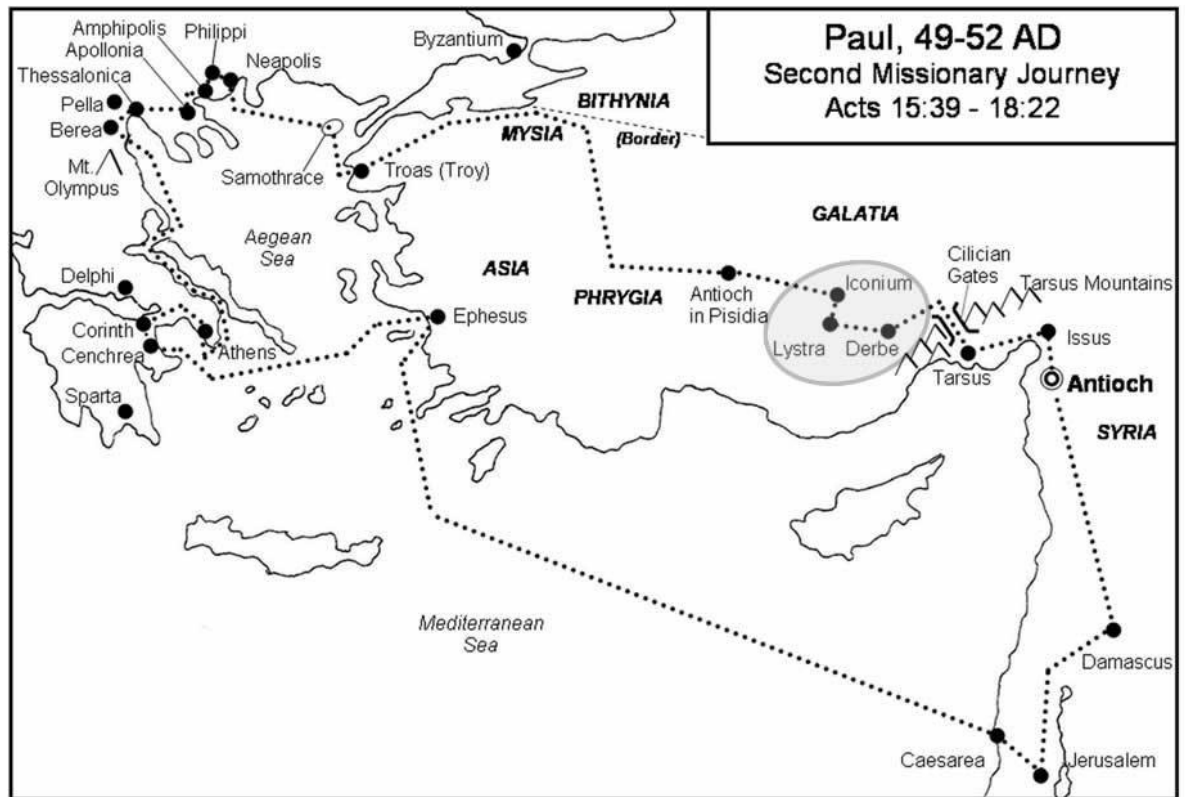 Paul, 49-52 AD
Second Missionary Journey
Acts 15:39 - 18:22
Amphipolis
Philippi
Apollonia
Neapolis
Thessalonica
Byzantium
Pella
Berea
BITHYNIA
MYSIA
(Border)
Mt.
Olympus
Samothrace
Troas (Troy)
GALATIA
Aegean
Sea
Cilician
Gates
Delphi
ASIA
Tarsus Mountains
PHRYGIA
Antioch
in Pisidia
Iconium
Corinth
Ephesus
Issus
Cenchrea
Athens
Lystra
Derbe
Tarsus
Antioch
Sparta
SYRIA
Mediterranean
Sea
Damascus
Caesarea
Jerusalem